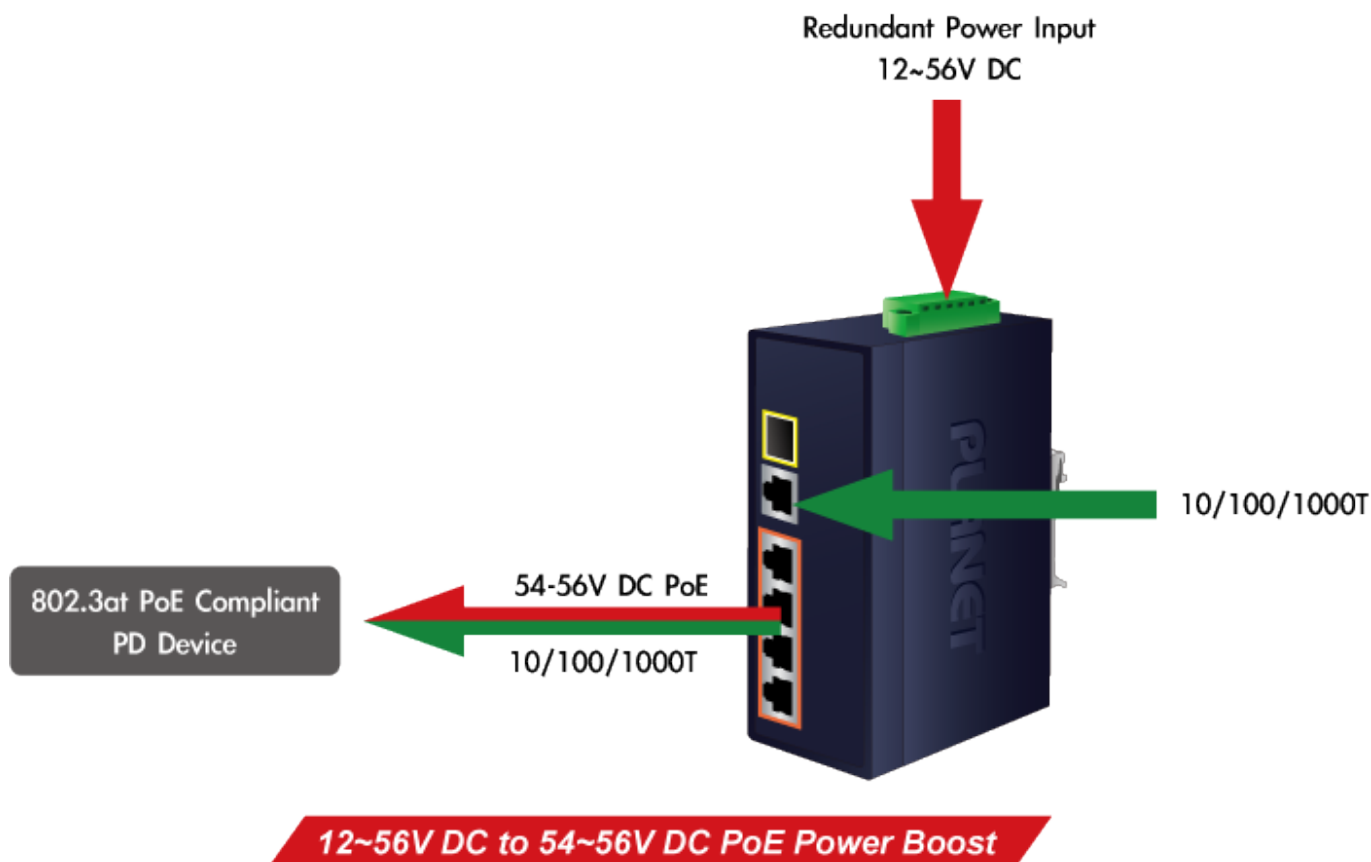 Redundant Power Input
12~56V DC
PLANET
10/100/1000T
54-56V DC PoE
10/100/1000T
802.3at PoE Compliant
PD Device
12~56V DC to 54~56V DC PoE Power Boost